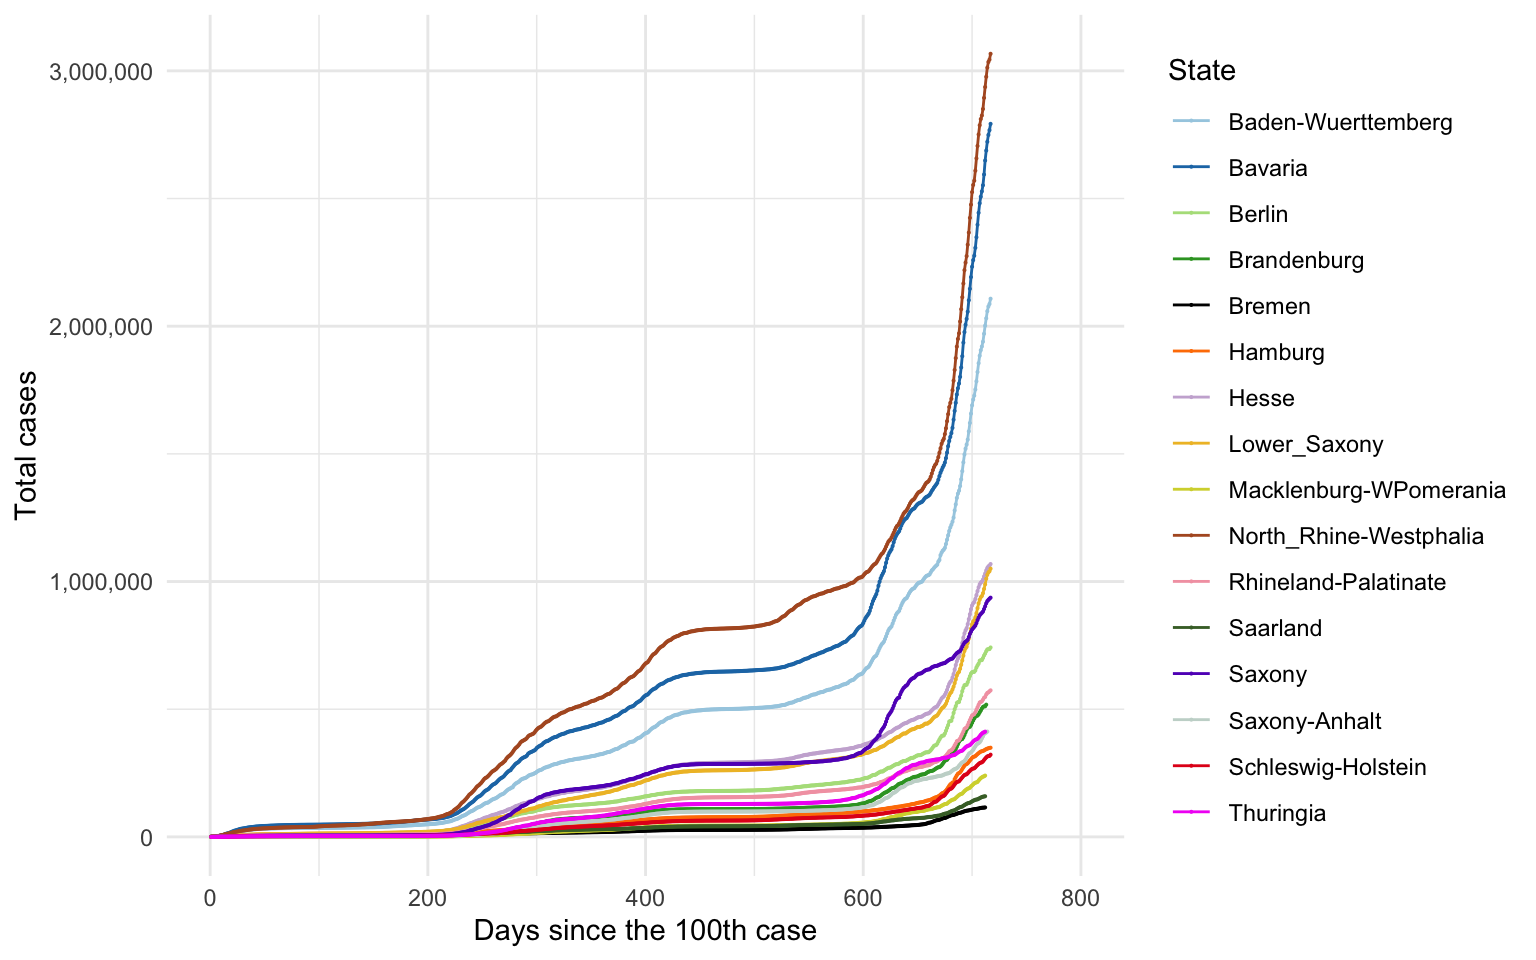 3,000,000
2,000,000
1,000,000
0
Total cases
0 200 400 600 800
Days since the 100th case
State
Baden-Wuerttemberg
Bavaria
Berlin
Brandenburg
Bremen
Hamburg
Hesse
Lower_Saxony
Macklenburg-WPomerania
North_Rhine-Westphalia
Rhineland-Palatinate
Saarland
Saxony
Saxony-Anhalt
Schleswig-Holstein
Thuringia